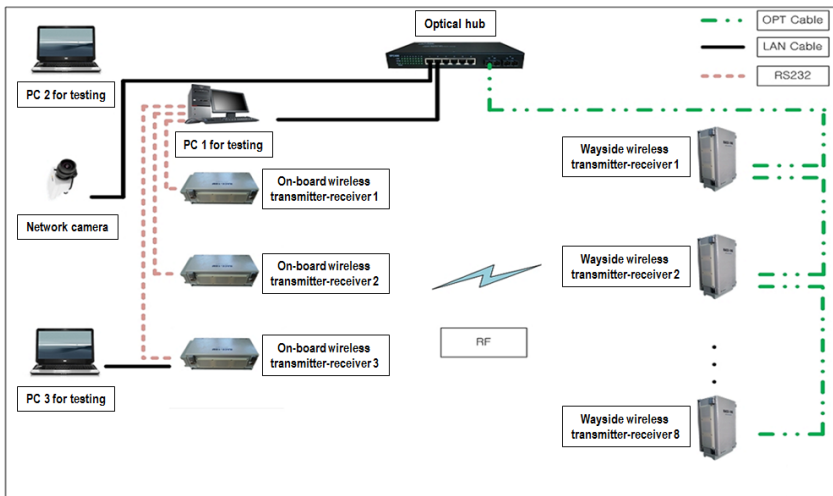 Optical hub
OPT Cable
LAN Cable
RS232
PC 2 for testing
PC 1 for testing
Wayside wireless
transmitter-receiver 1
On-board wireless
transmitter-receiver 1
Network camera
On-board wireless
transmitter-receiver 2
Wayside wireless
transmitter-receiver 2
RF
On-board wireless
transmitter-receiver 3
PC 3 for testing
Wayside wireless
transmitter-receiver 8